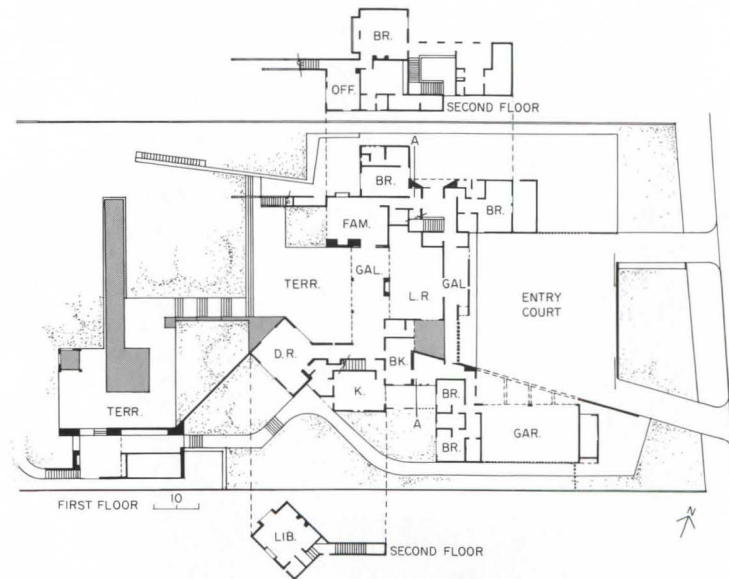 BR.
OFF.
SECOND FLOOR
A
BR.
BR.
FAM.
GAL.
TERR.
L.R.
GAL
ENTRY
COURT
D.R.
BK.
K.
BR.
TERR.
A
GAR.
BR.
FIRST FLOOR 10
N
LIB.
SECOND FLOOR